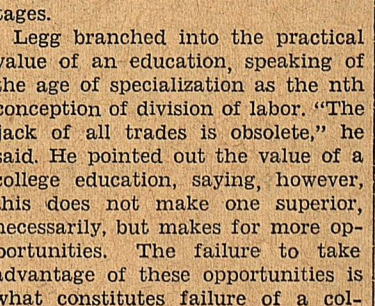 tages.
Legg branched into the practical
value of an education, speaking of
the age of specialization as the nth
conception of division of labor. “The
jack of all trades is obsolete,” he
said. He pointed out the value of a
college education, saying, however,
this does not make one superior,
necessarily, but makes for more op-
portunities. The failure to take
advantage of these opportunities is
what constitutes failure of a col-